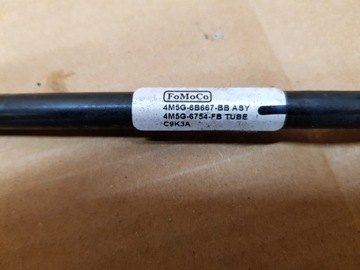 FoMoCo
4M5G-6B667-BB ASY
4M5G-6754-FB TUBE
C9K3A